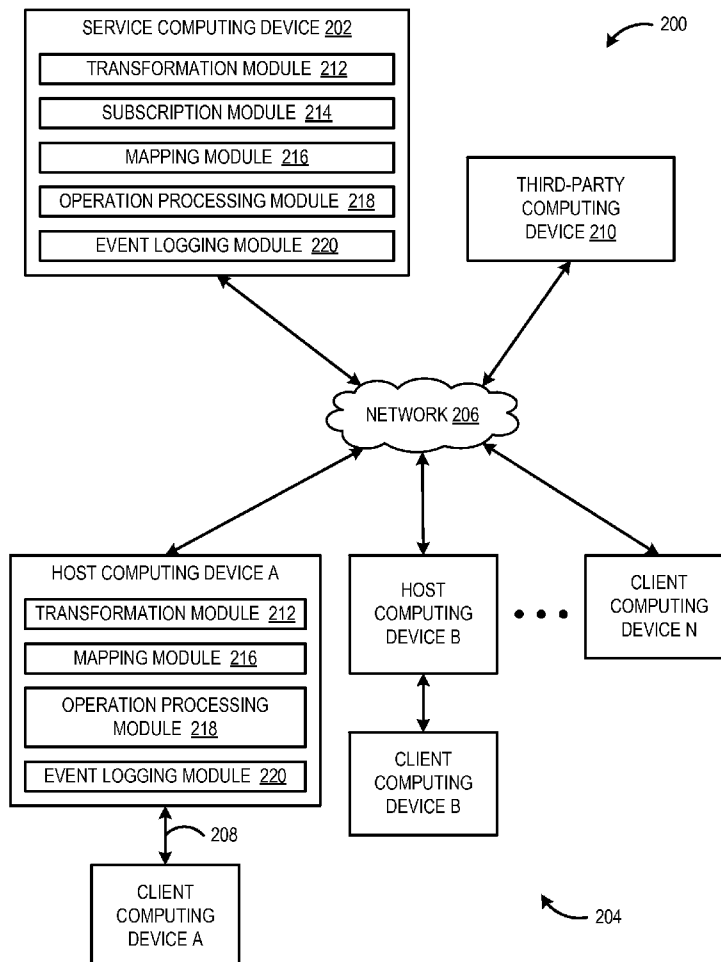 SERVICE COMPUTING DEVICE 202
TRANSFORMATION MODULE 212
SUBSCRIPTION MODULE 214
MAPPING MODULE 216
OPERATION PROCESSING MODULE 218
EVENT LOGGING MODULE 220
200
THIRD-PARTY
COMPUTING
DEVICE 210
NETWORK 206
HOST COMPUTING DEVICE A
TRANSFORMATION MODULE 212
MAPPING MODULE 216
OPERATION PROCESSING
MODULE 218
EVENT LOGGING MODULE 220
HOST
COMPUTING
DEVICE B
CLIENT
COMPUTING
DEVICE N
CLIENT
COMPUTING
DEVICE B
208
CLIENT
COMPUTING
DEVICE A
204